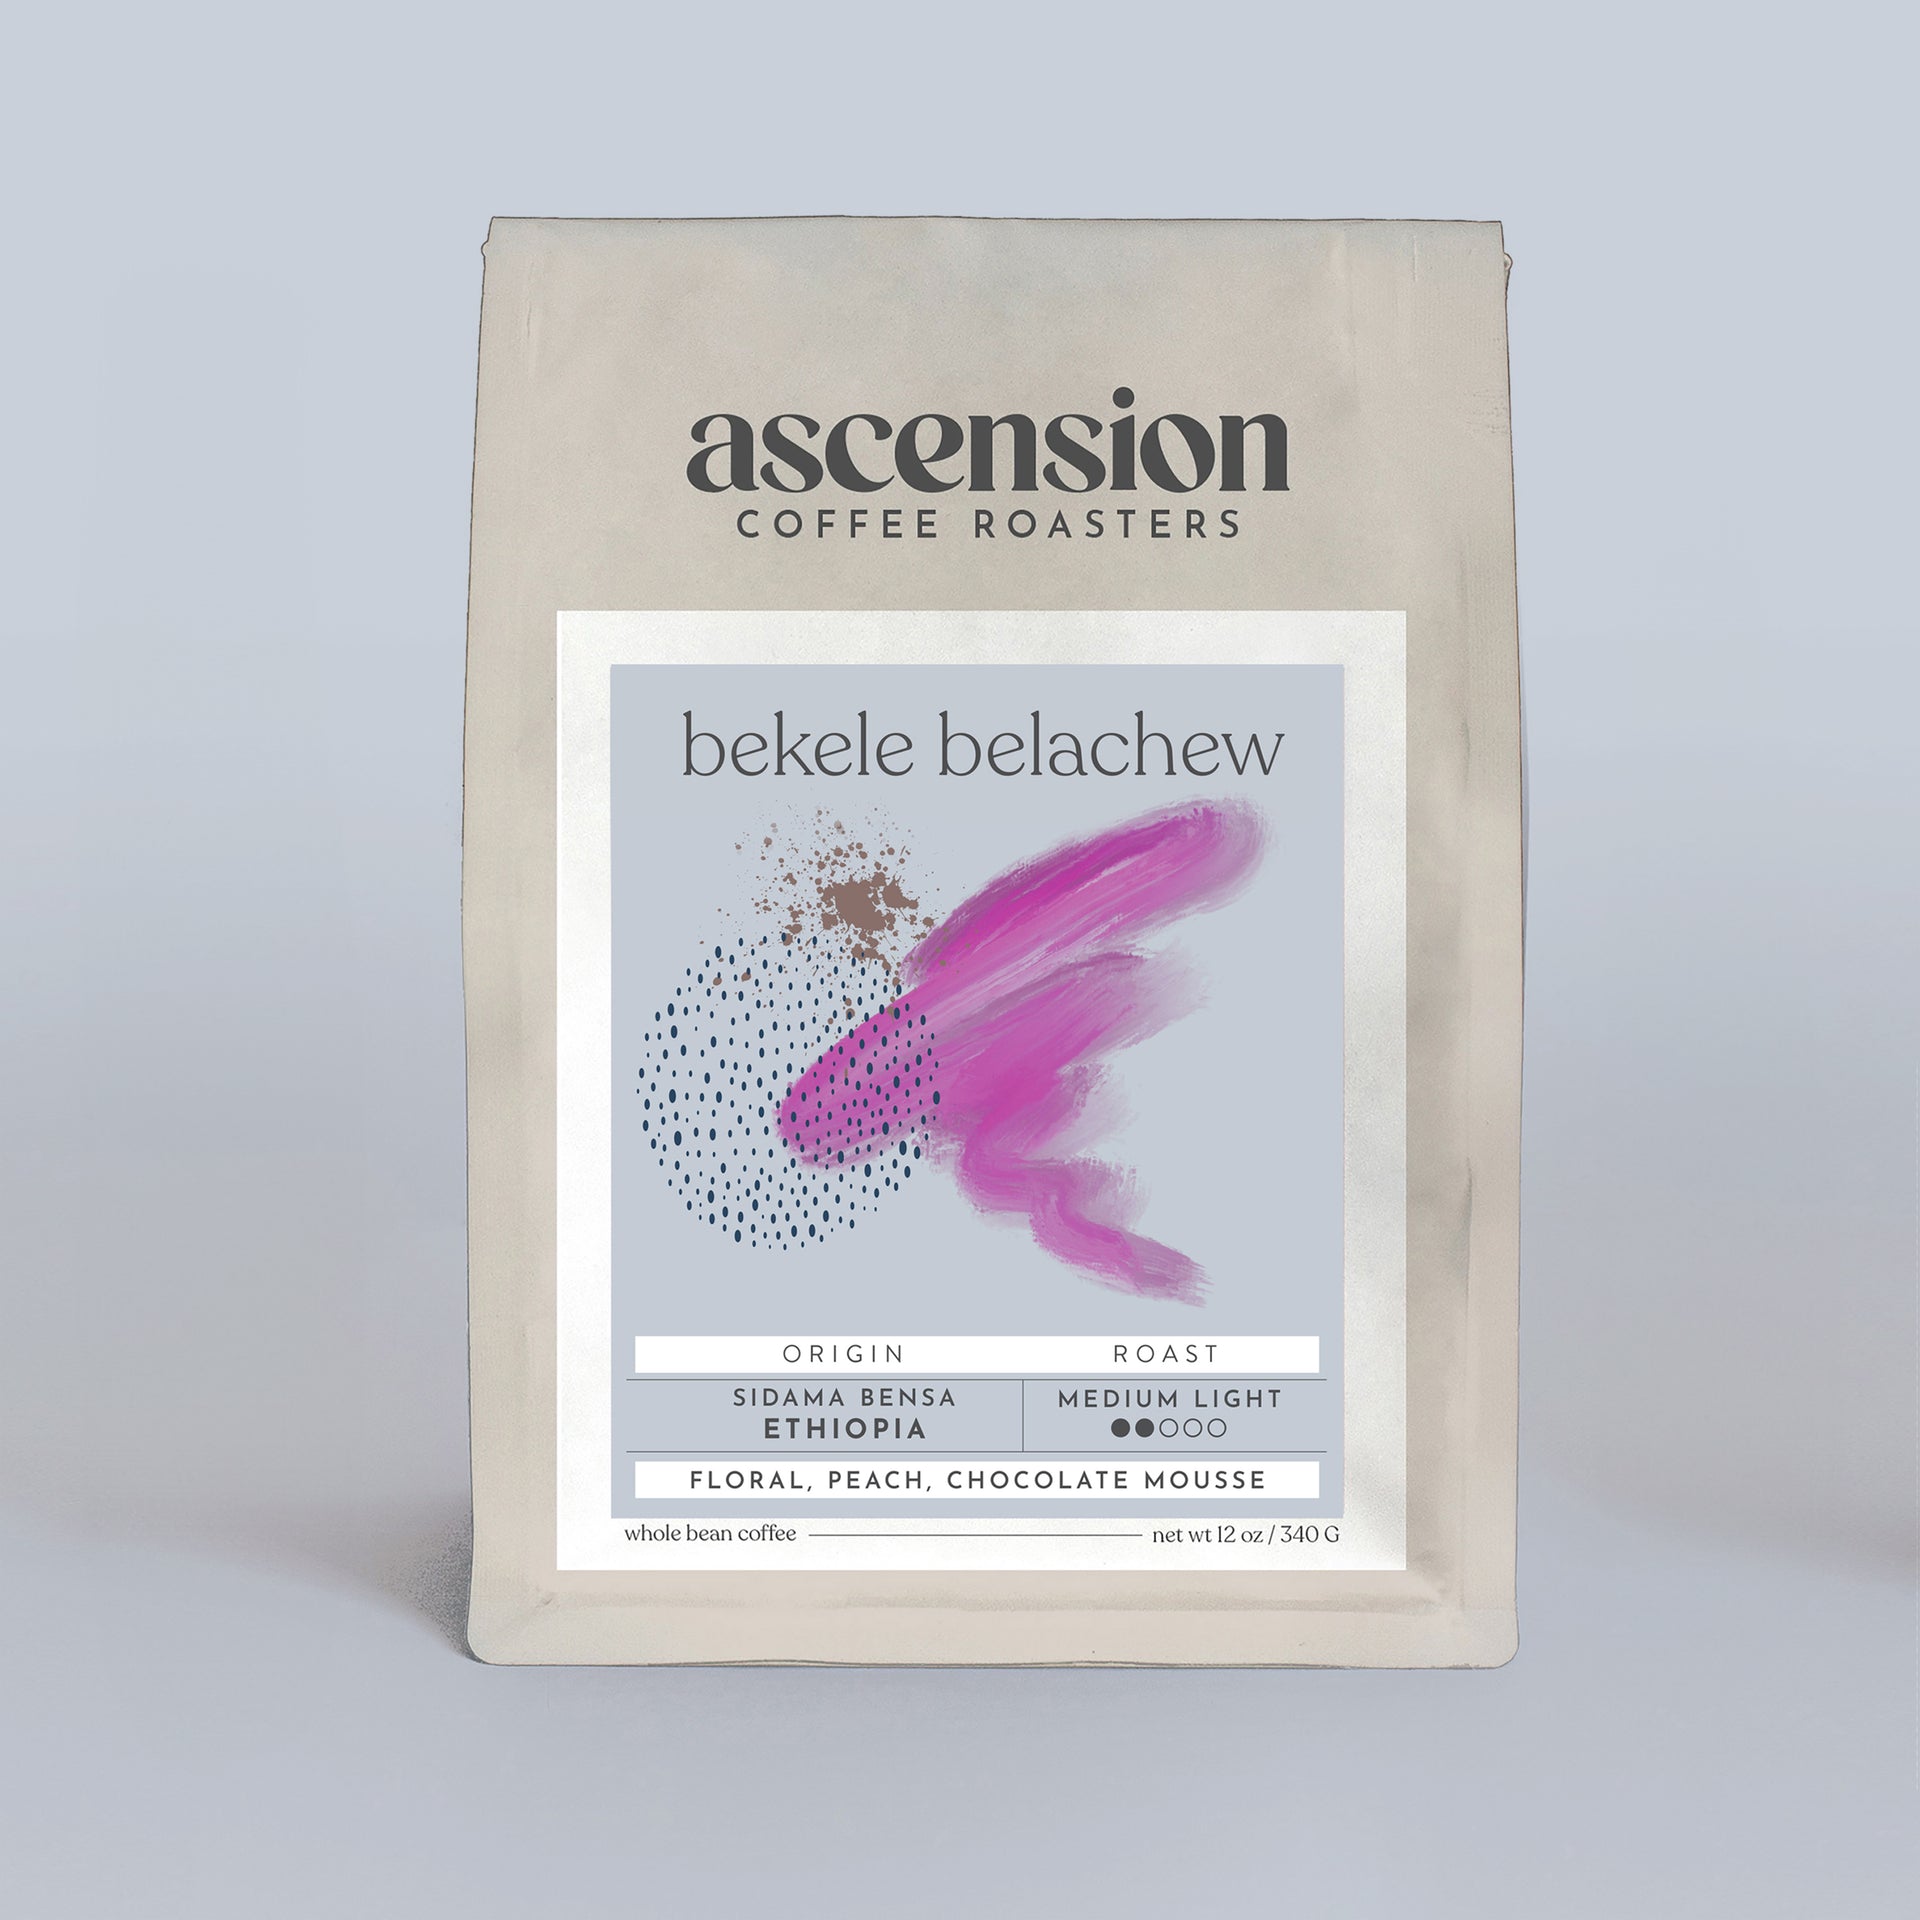 ascension
COFFEE ROASTERS
bekele belachew
ORIGIN ROAST
SIDAMA BENSA MEDIUM LIGHT
ETHIOPIA
FLORAL, PEACH, CHOCOLATE MOUSSE
whole bean coffee net wt 12 oz / 340 G